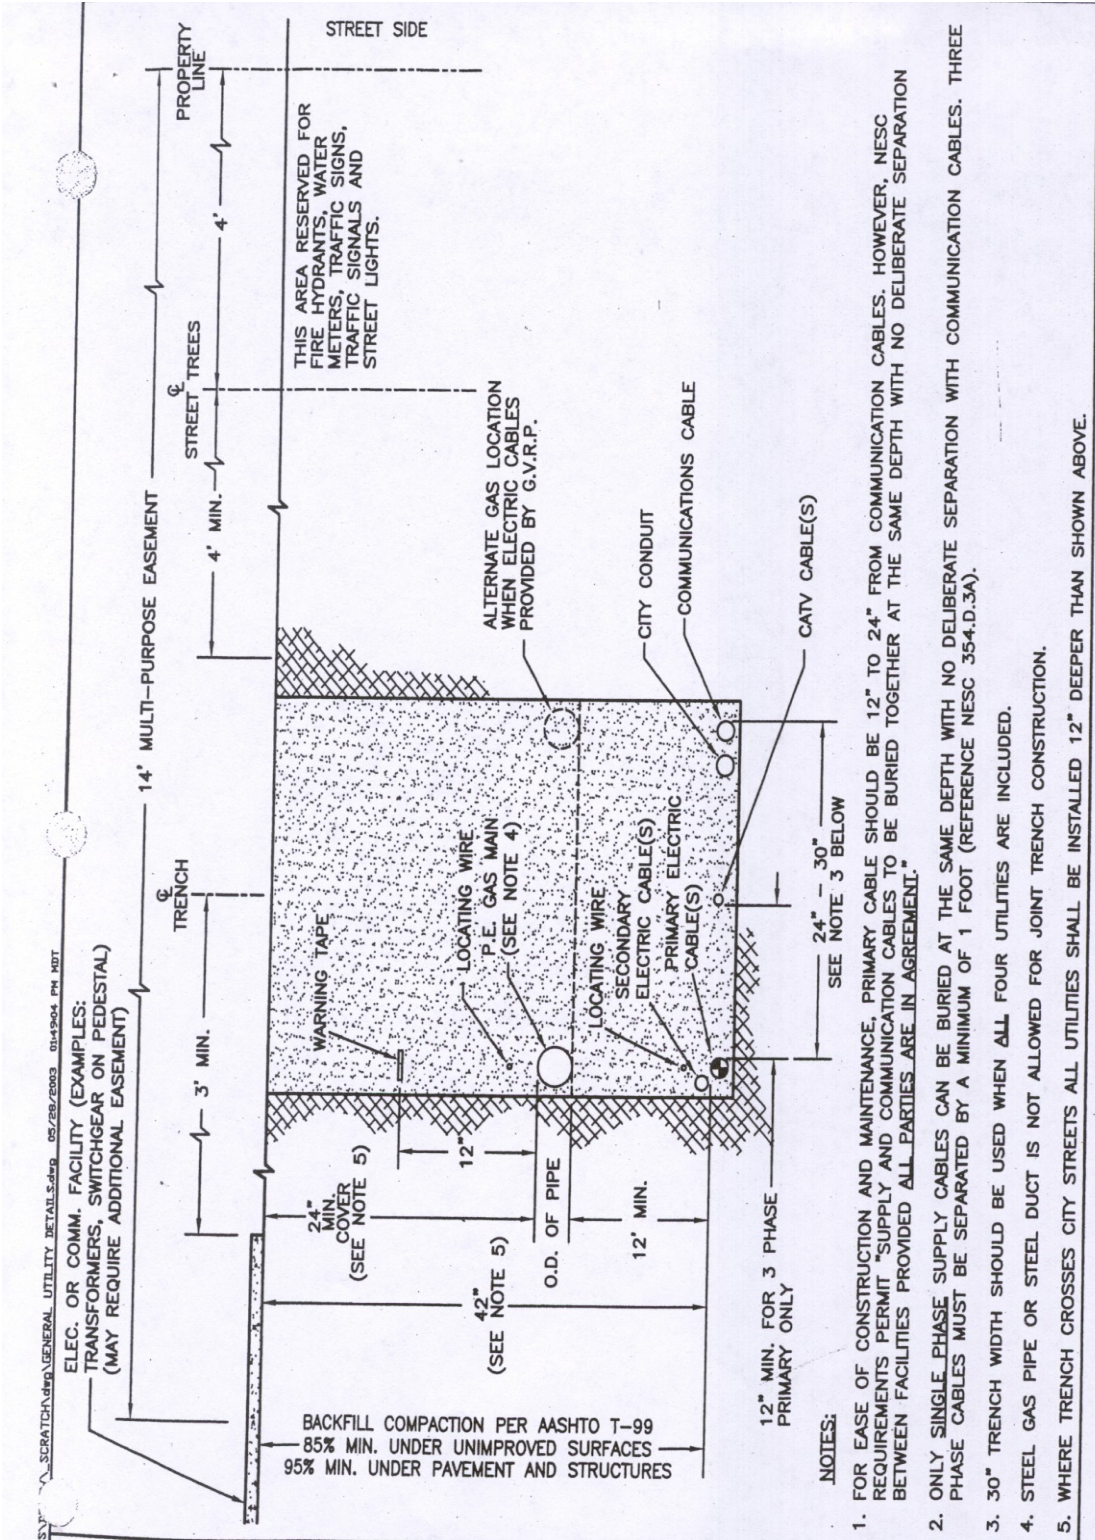 _SCRATCH\dwg\GENERAL UTILITY DETAILS.dwg 05/28/2003 01:49:04 PM MDT
ELEC. OR COMM. FACILITY (EXAMPLES:
TRANSFORMERS, SWITCHGEAR ON PEDESTAL)
(MAY REQUIRE ADDITIONAL EASEMENT)
14' MULTI-PURPOSE EASEMENT
PROPERTY
LINE
STREET SIDE
℄
TRENCH
℄
STREET TREES
3' MIN.
4' MIN.
4'
THIS AREA RESERVED FOR
FIRE HYDRANTS, WATER
METERS, TRAFFIC SIGNS,
TRAFFIC SIGNALS AND
STREET LIGHTS.
WARNING TAPE
LOCATING WIRE
P.E. GAS MAIN
(SEE NOTE 4)
ALTERNATE GAS LOCATION
WHEN ELECTRIC CABLES
PROVIDED BY G.V.R.P.
24"
MIN.
COVER
(SEE NOTE 5)
12"
42"
(SEE NOTE 5)
O.D. OF PIPE
12' MIN.
LOCATING WIRE
SECONDARY
ELECTRIC CABLE(S)
PRIMARY ELECTRIC
CABLE(S)
CITY CONDUIT
COMMUNICATIONS CABLE
CATV CABLE(S)
BACKFILL COMPACTION PER AASHTO T-99
85% MIN. UNDER UNIMPROVED SURFACES
95% MIN. UNDER PAVEMENT AND STRUCTURES
12" MIN. FOR 3 PHASE
PRIMARY ONLY
24" - 30"
SEE NOTE 3 BELOW
NOTES:
1. FOR EASE OF CONSTRUCTION AND MAINTENANCE, PRIMARY CABLE SHOULD BE 12" TO 24" FROM COMMUNICATION CABLES. HOWEVER, NESC
REQUIREMENTS PERMIT "SUPPLY AND COMMUNICATION CABLES TO BE BURIED TOGETHER AT THE SAME DEPTH WITH NO DELIBERATE SEPARATION
BETWEEN FACILITIES PROVIDED ALL PARTIES ARE IN AGREEMENT."
2. ONLY SINGLE PHASE SUPPLY CABLES CAN BE BURIED AT THE SAME DEPTH WITH NO DELIBERATE SEPARATION WITH COMMUNICATION CABLES. THREE
PHASE CABLES MUST BE SEPARATED BY A MINIMUM OF 1 FOOT (REFERENCE NESC 354.D.3A).
3. 30" TRENCH WIDTH SHOULD BE USED WHEN ALL FOUR UTILITIES ARE INCLUDED.
4. STEEL GAS PIPE OR STEEL DUCT IS NOT ALLOWED FOR JOINT TRENCH CONSTRUCTION.
5. WHERE TRENCH CROSSES CITY STREETS ALL UTILITIES SHALL BE INSTALLED 12" DEEPER THAN SHOWN ABOVE.